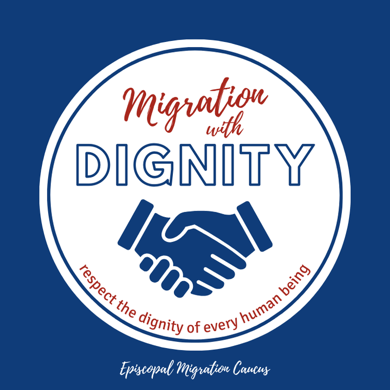 Migration
with
DIGNITY
respect the dignity of every human being
Episcopal Migration Caucus